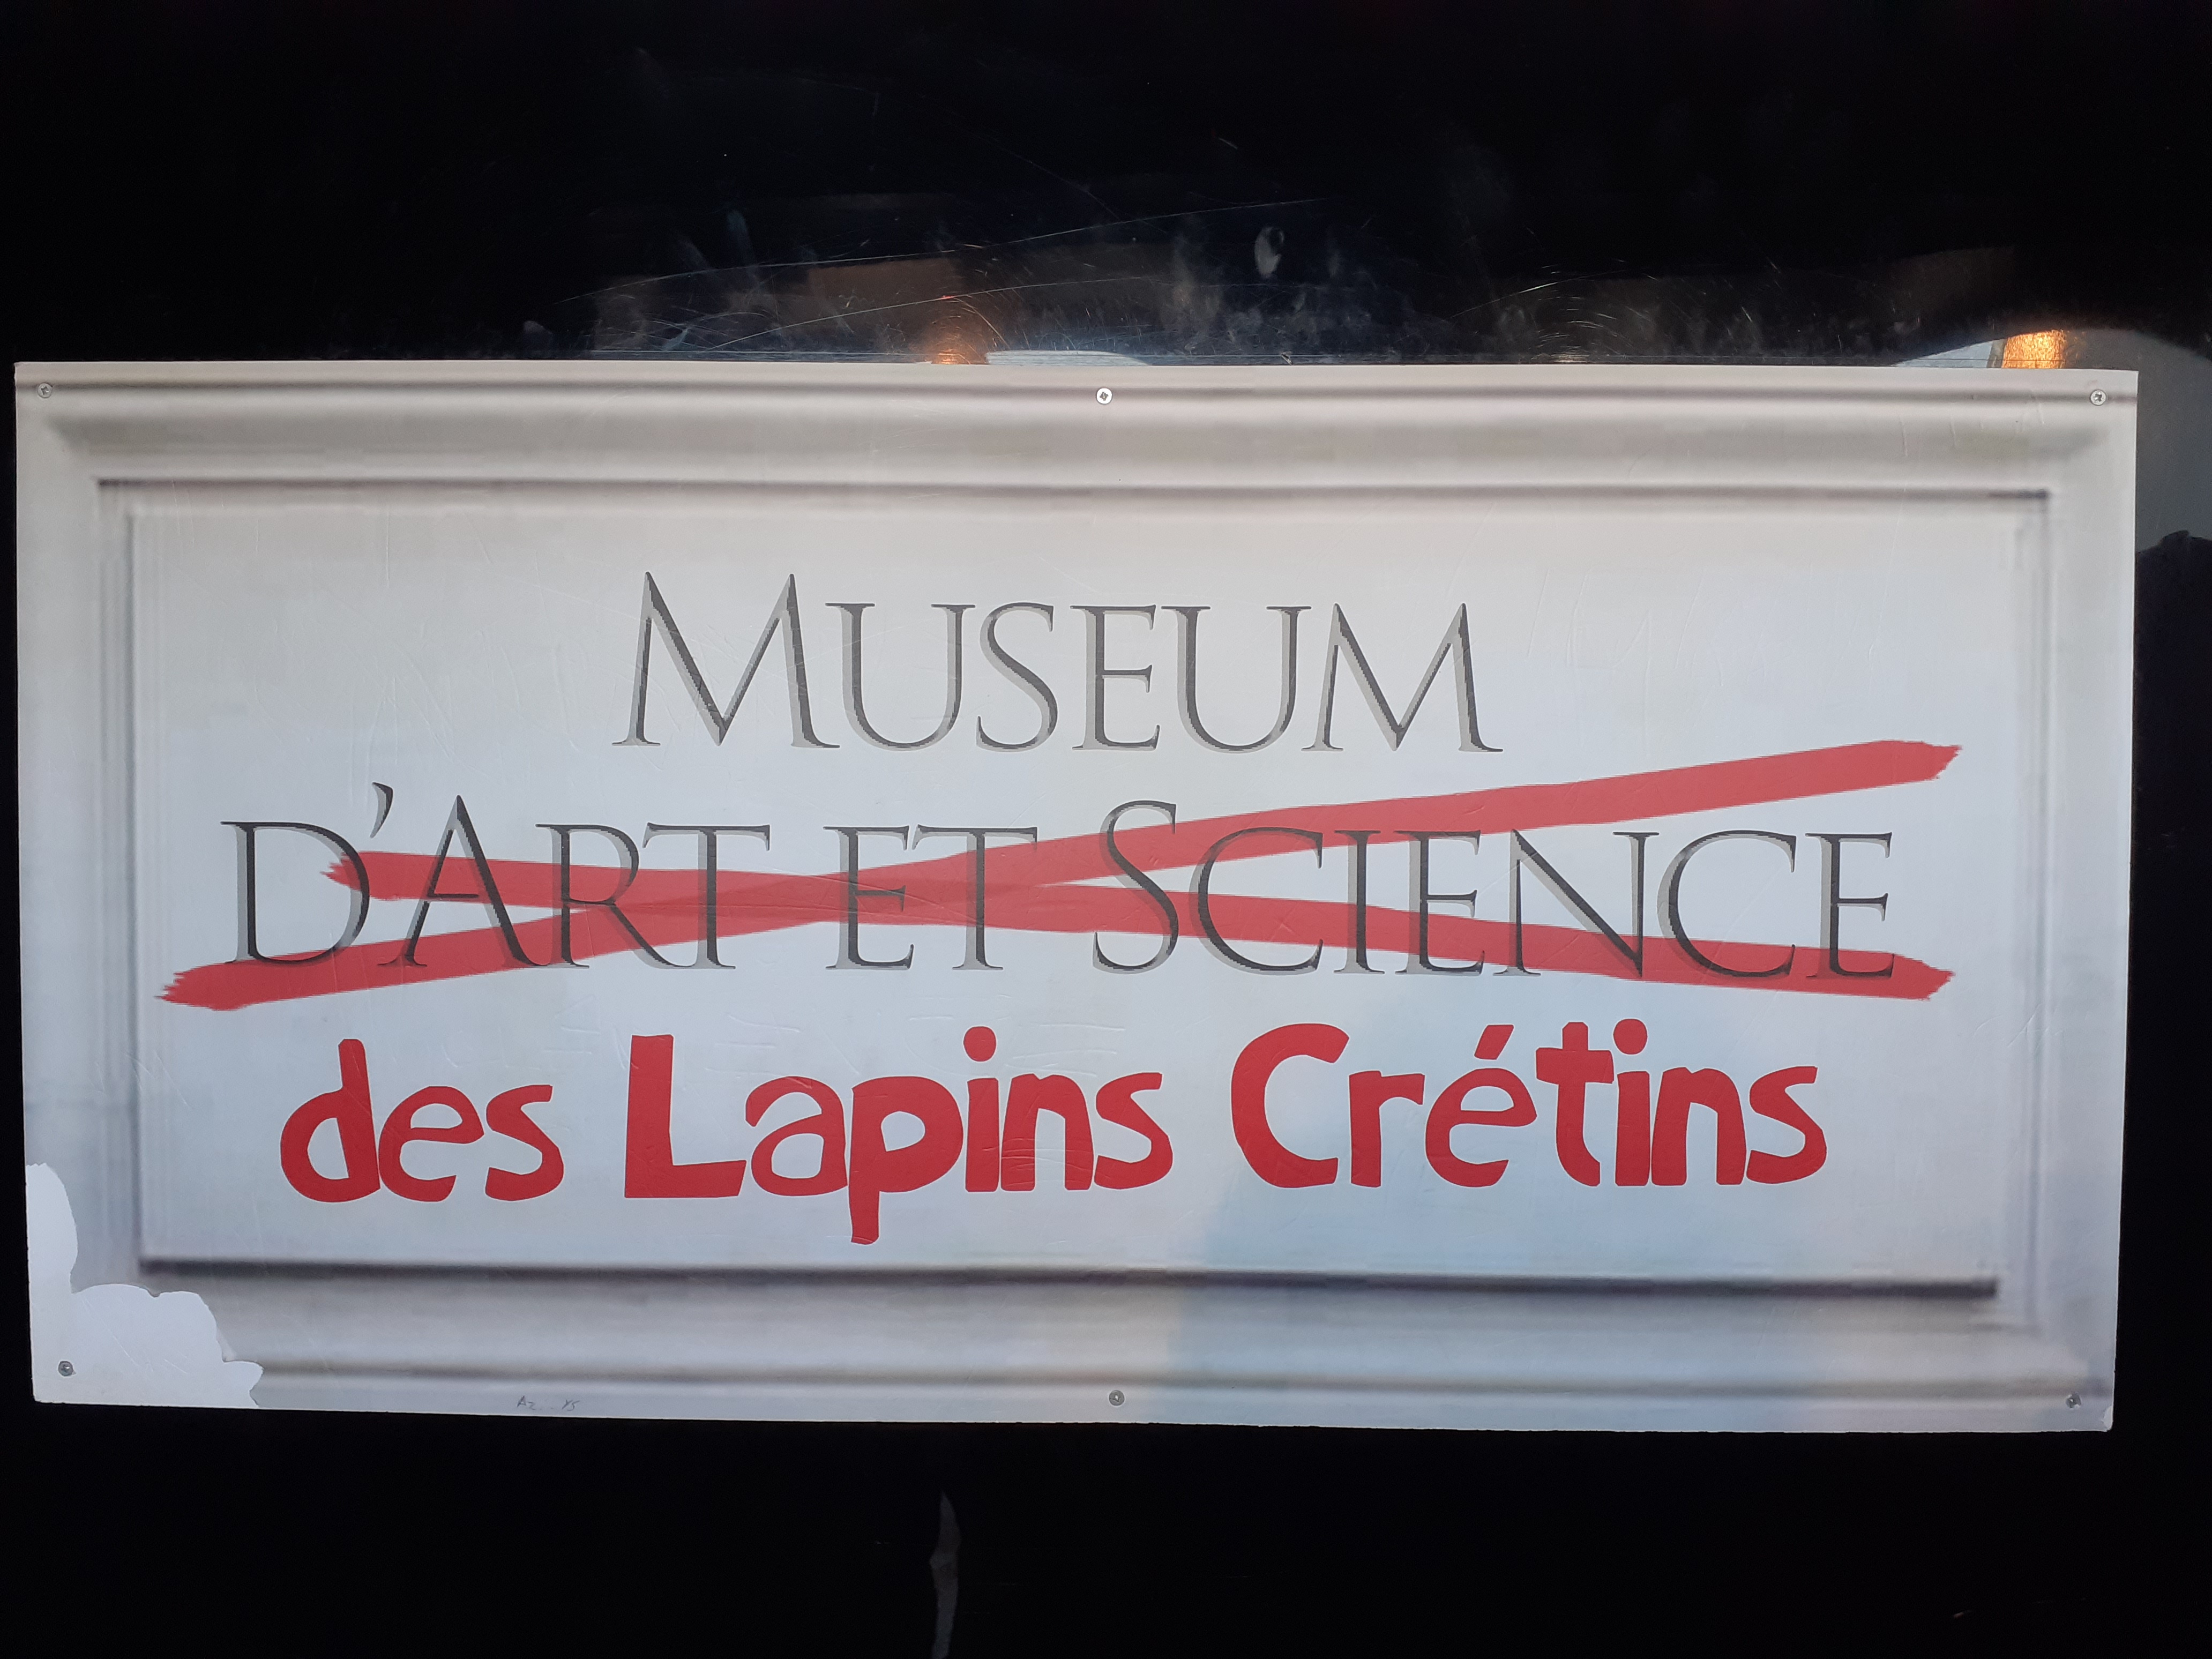 MUSEUM
D'ART ET SCIENCE
des Lapins Crétins